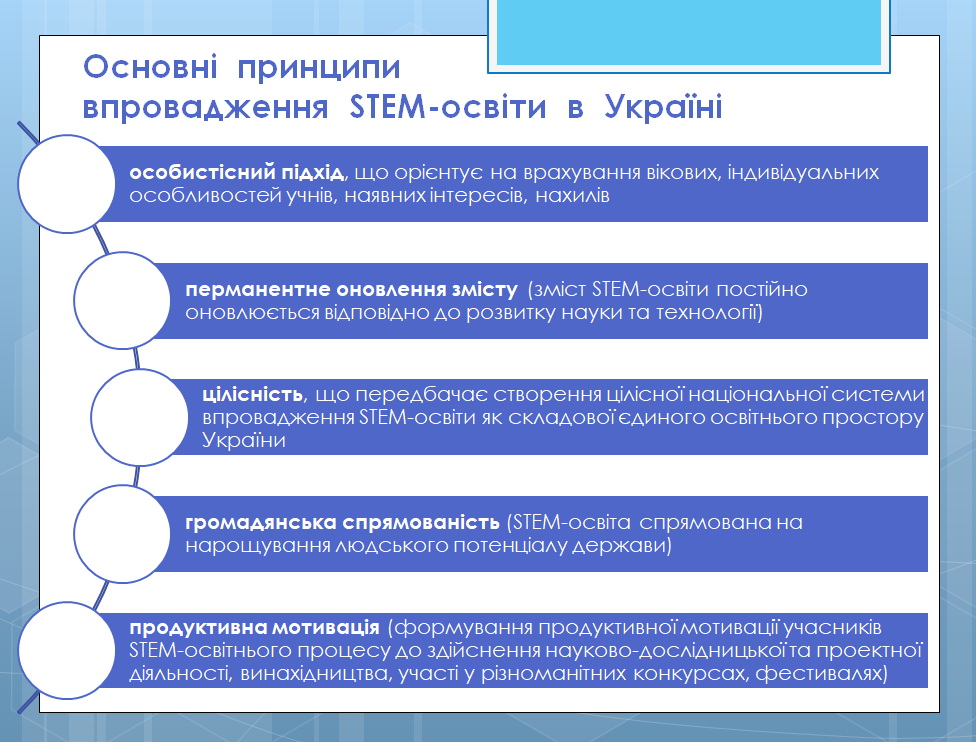 Основні принципи
впровадження STEM-освіти в Україні
особистісний підхід, що орієнтує на врахування вікових, індивідуальних
особливостей учнів, наявних інтересів, нахилів
перманентне оновлення змісту (зміст STEM-освіти постійно
оновлюється відповідно до розвитку науки та технології)
цілісність, що передбачає створення цілісної національної системи
впровадження STEM-освіти як складової єдиного освітнього простору
України
громадянська спрямованість (STEM-освіта спрямована на
нарощування людського потенціалу держави)
продуктивна мотивація (формування продуктивної мотивації учасників
STEM-освітнього процесу до здійснення науково-дослідницької та проектної
діяльності, винахідництва, участі у різноманітних конкурсах, фестивалях)